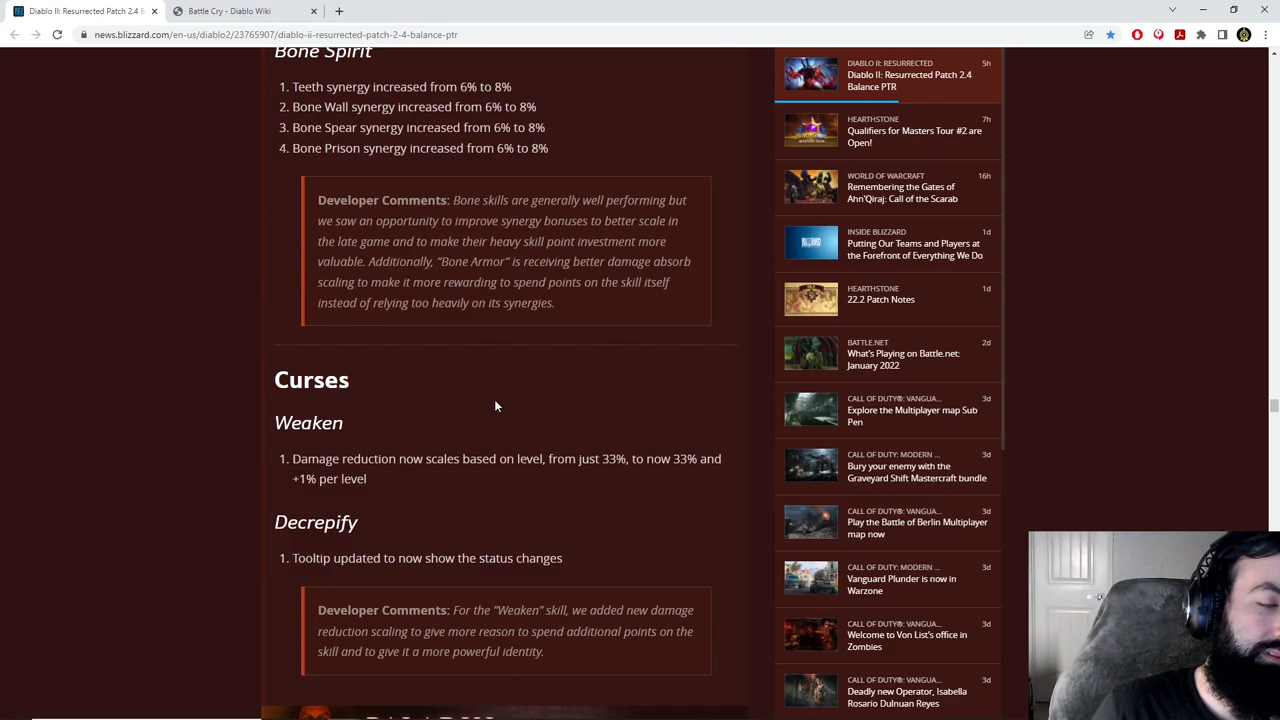 Diablo II: Resurrected Patch 2.4 B
Battle Cry - Diablo Wiki
news.blizzard.com/en-us/diablo2/23765907/diablo-ii-resurrected-patch-2-4-balance-ptr
Bone Spirit
1. Teeth synergy increased from 6% to 8%
2. Bone Wall synergy increased from 6% to 8%
3. Bone Spear synergy increased from 6% to 8%
4. Bone Prison synergy increased from 6% to 8%
Developer Comments: Bone skills are generally well performing but
we saw an opportunity to improve synergy bonuses to better scale in
the late game and to make their heavy skill point investment more
valuable. Additionally, “Bone Armor” is receiving better damage absorb
scaling to make it more rewarding to spend points on the skill itself
instead of relying too heavily on its synergies.
Curses
Weaken
1. Damage reduction now scales based on level, from just 33%, to now 33% and
+1% per level
Decrepify
1. Tooltip updated to now show the status changes
Developer Comments: For the “Weaken” skill, we added new damage
reduction scaling to give more reason to spend additional points on the
skill and to give it a more powerful identity.
DIABLO II: RESURRECTED 5h
Diablo II: Resurrected Patch 2.4
Balance PTR
HEARTHSTONE 7h
Qualifiers for Masters Tour #2 are
Open!
WORLD OF WARCRAFT 16h
Remembering the Gates of
Ahn'Qiraj: Call of the Scarab
INSIDE BLIZZARD 1d
Putting Our Teams and Players at
the Forefront of Everything We Do
HEARTHSTONE 1d
22.2 Patch Notes
BATTLE.NET 2d
What's Playing on Battle.net:
January 2022
CALL OF DUTY®: VANGUA... 3d
Explore the Multiplayer map Sub
Pen
CALL OF DUTY: MODERN ... 3d
Bury your enemy with the
Graveyard Shift Mastercraft bundle
CALL OF DUTY®: VANGUA... 3d
Play the Battle of Berlin Multiplayer
map now
CALL OF DUTY: MODERN ... 3d
Vanguard Plunder is now in
Warzone
CALL OF DUTY®: VANGUA... 3d
Welcome to Von List's office in
Zombies
CALL OF DUTY®: VANGUA... 3d
Deadly new Operator, Isabella
Rosario Dulnuan Reyes